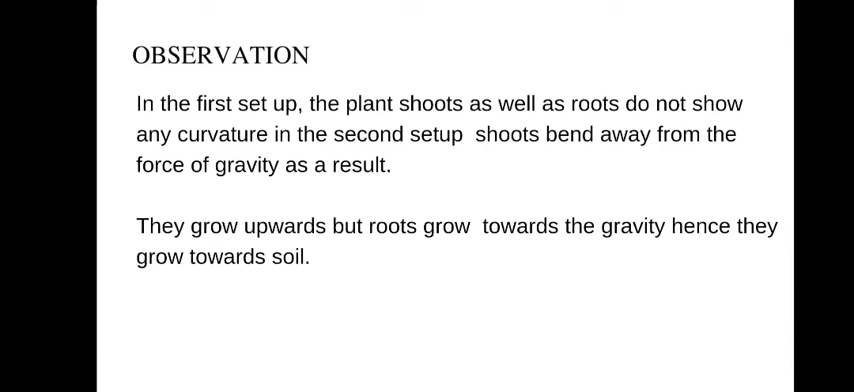 OBSERVATION
In the first set up, the plant shoots as well as roots do not show
any curvature in the second setup shoots bend away from the
force of gravity as a result.
They grow upwards but roots grow towards the gravity hence they
grow towards soil.